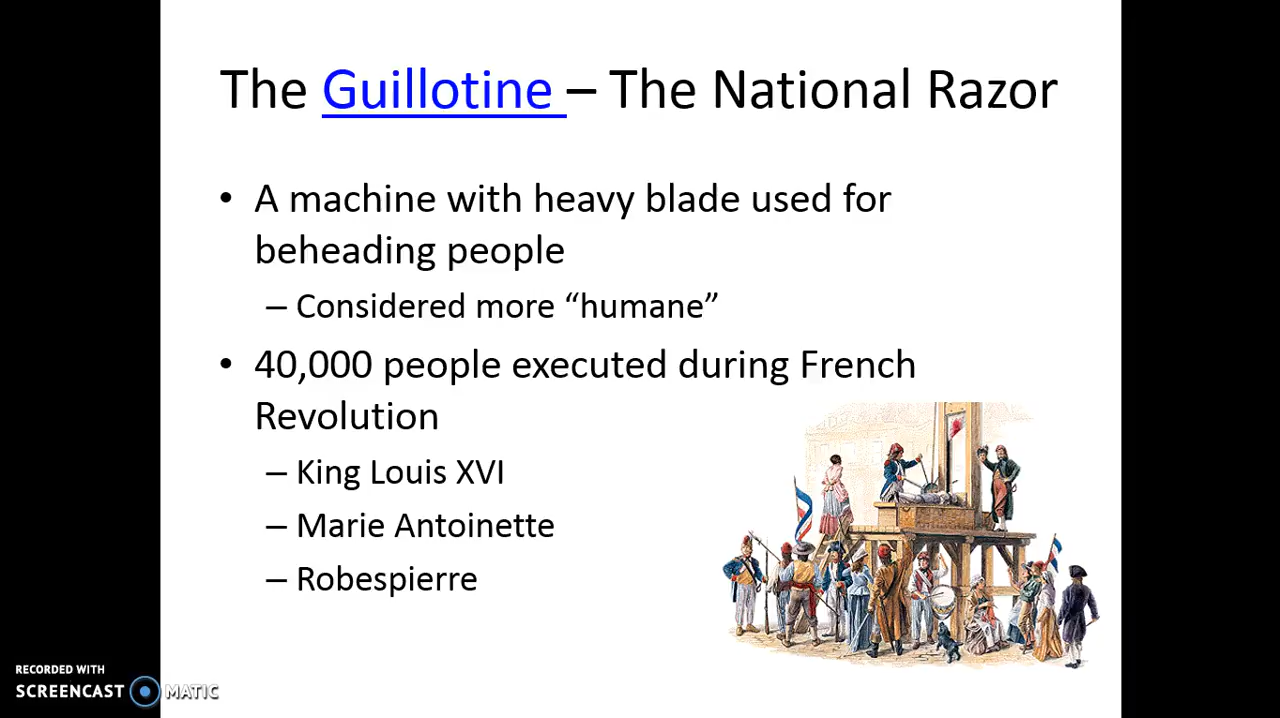 The Guillotine – The National Razor
• A machine with heavy blade used for
beheading people
– Considered more “humane”
• 40,000 people executed during French
Revolution
– King Louis XVI
– Marie Antoinette
– Robespierre
RECORDED WITH
SCREENCAST MATIC